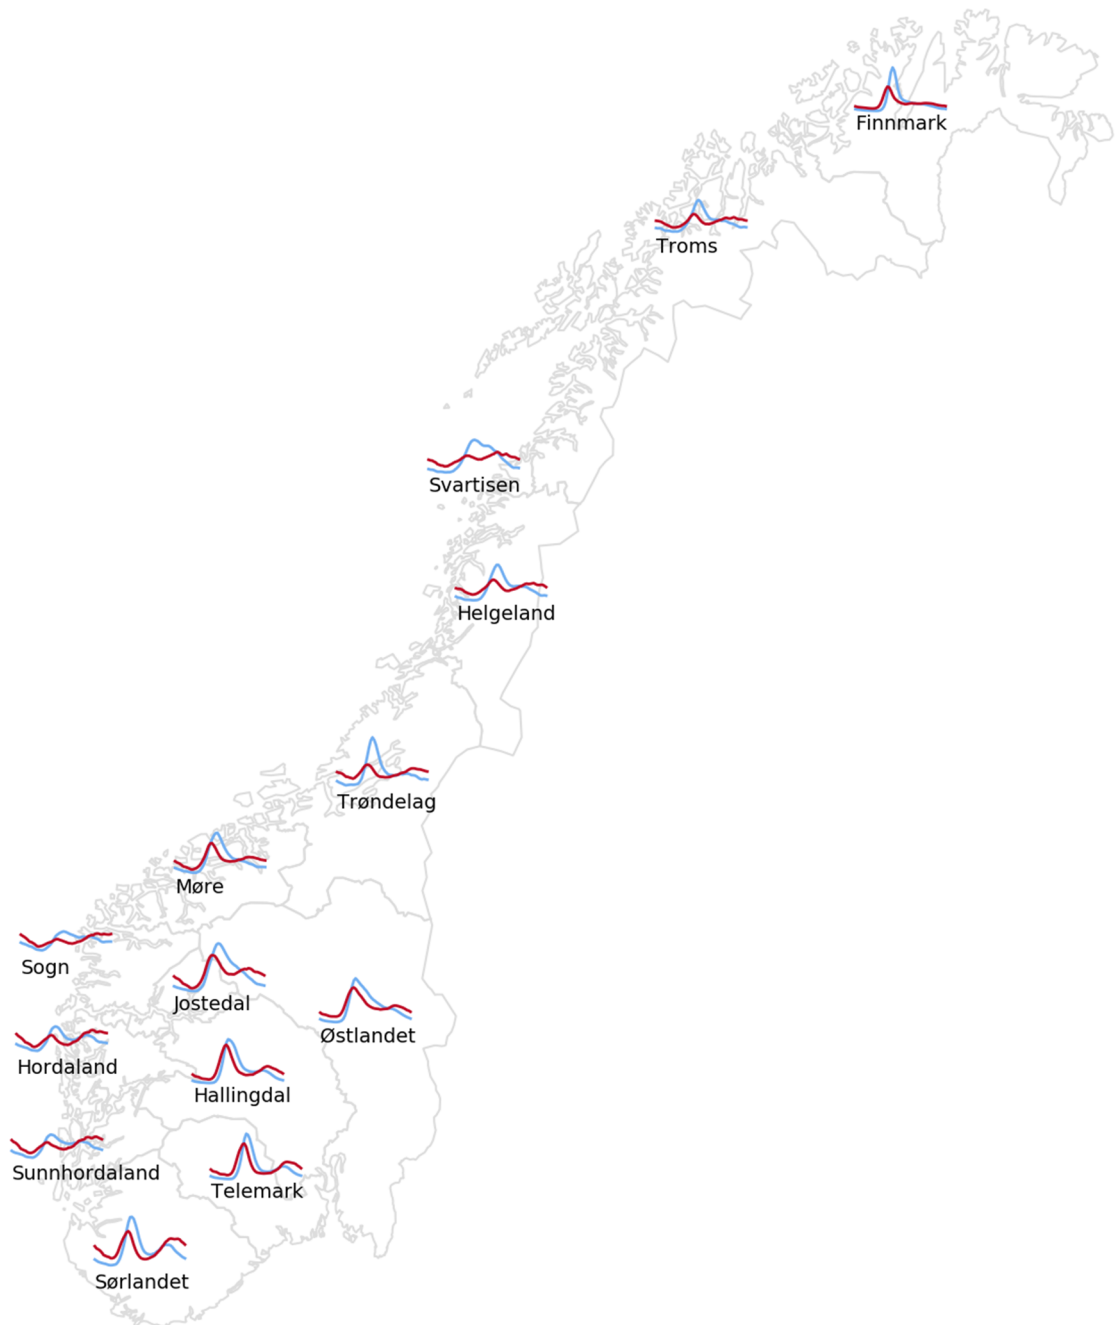 Finnmark
Troms
Svartisen
Helgeland
Trøndelag
Møre
Sogn
Jostedal
Østlandet
Hordaland
Hallingdal
Sunnhordaland
Telemark
Sørlandet